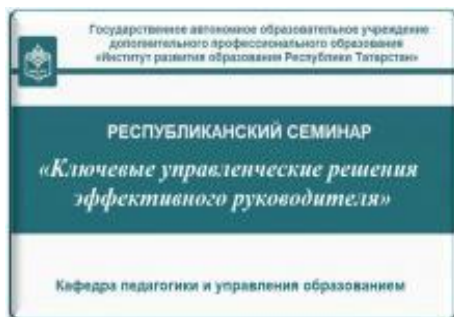 Государственное автономное образовательное учреждение
дополнительного профессионального образования
«Институт развития образования Республики Татарстан»
РЕСПУБЛИКАНСКИЙ СЕМИНАР
«Ключевые управленческие решения
эффективного руководителя»
Кафедра педагогики и управления образованием